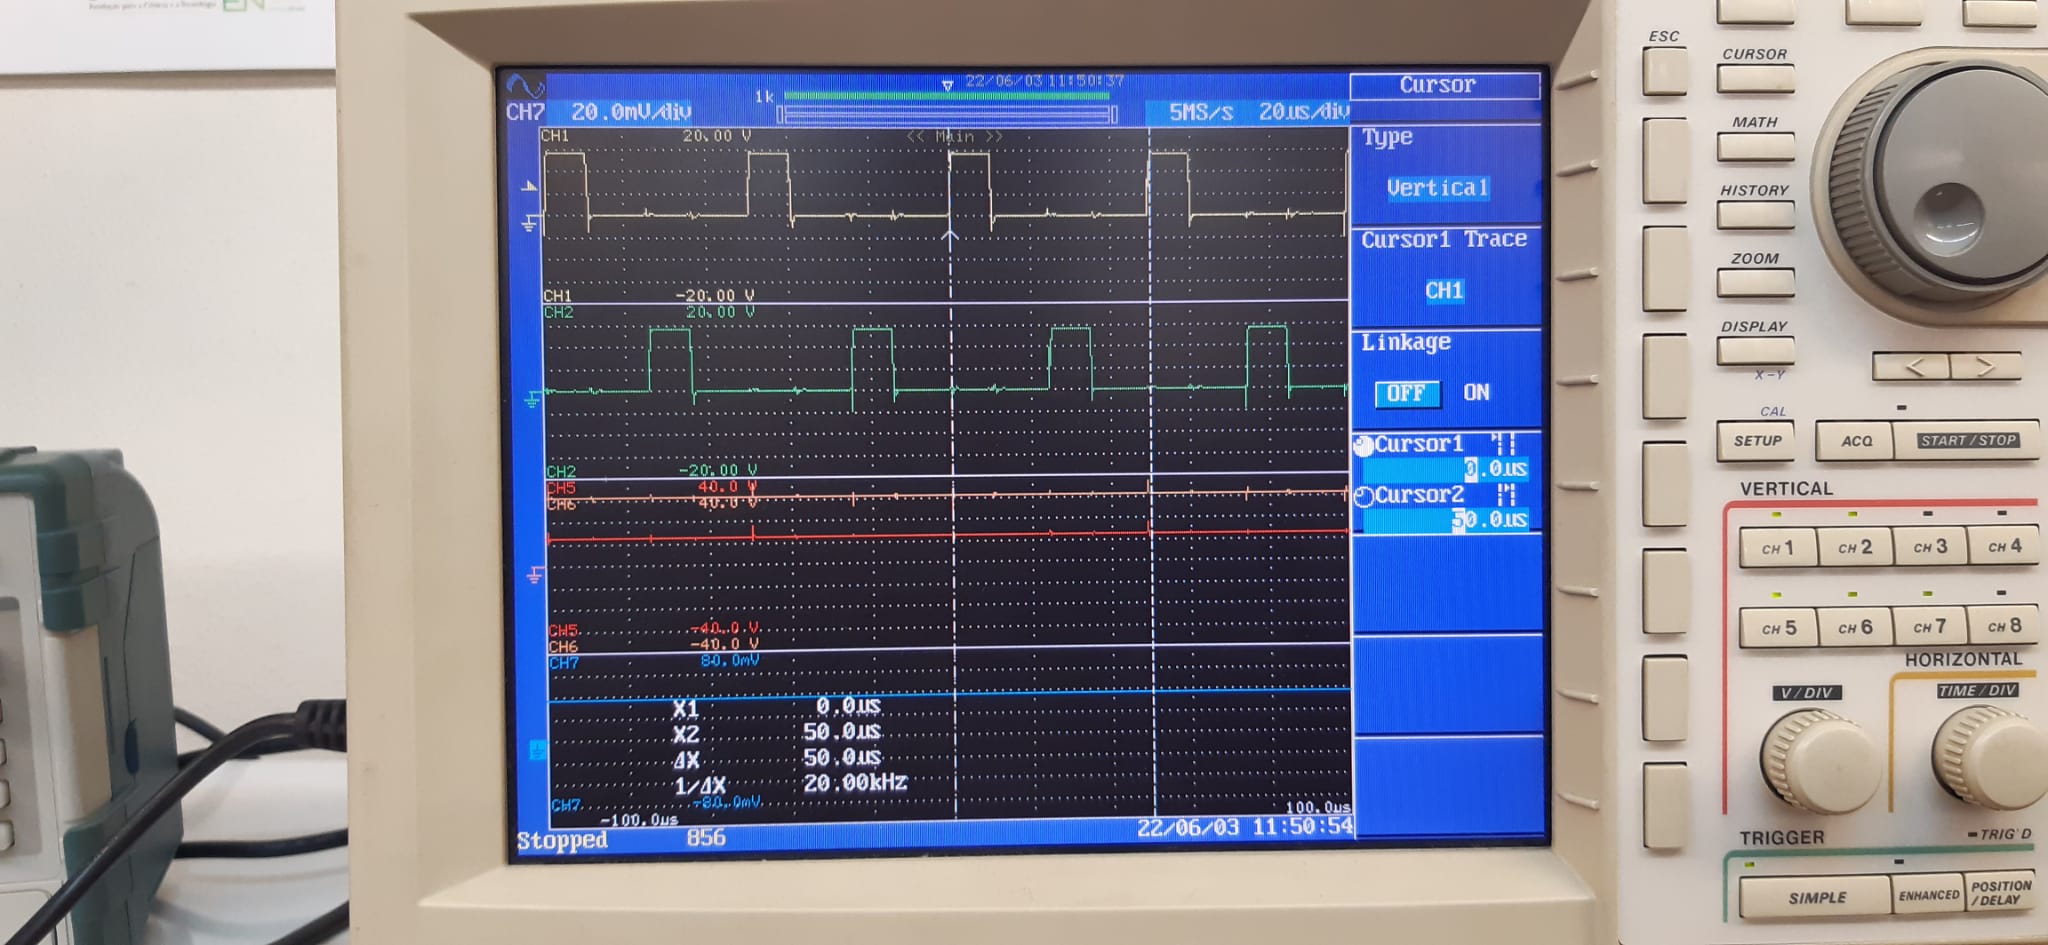 Fundação para a Ciência e a Tecnologia
22/06/03 11:50:37
1k
CH7 20.0mV/div 5MS/s 20us/div
CH1 20.00 V << Main >>
CH1 -20.00 V
CH2 20.00 V
CH2 -20.00 V
CH5 40.0 V
CH6 40.0 V
CH5 -40.0 V
CH6 -40.0 V
CH7 80.0mV
X1 0.0us
X2 50.0us
ΔX 50.0us
1/ΔX 20.00kHz
CH7 -80.0mV
-100.0us 100.0us
Stopped 856 22/06/03 11:50:54
Cursor
Type
Vertical
Cursor1 Trace
CH1
Linkage
OFF ON
Cursor1
0.0us
Cursor2
50.0us
ESC
CURSOR
MATH
HISTORY
ZOOM
DISPLAY
X-Y
< >
CAL
SETUP ACQ START/STOP
VERTICAL
CH 1 CH 2 CH 3 CH 4
CH 5 CH 6 CH 7 CH 8
HORIZONTAL
V/DIV TIME/DIV
TRIGGER TRIG'D
SIMPLE ENHANCED POSITION
/DELAY